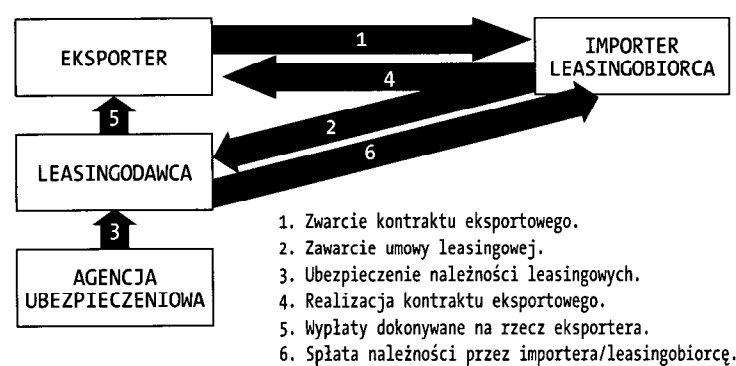 EKSPORTER
1
IMPORTER
LEASINGOBIORCA
4
5
2
LEASINGODAWCA
6
3
AGENCJA
UBEZPIECZENIOWA
1. Zwarcie kontraktu eksportowego.
2. Zawarcie umowy leasingowej.
3. Ubezpieczenie należności leasingowych.
4. Realizacja kontraktu eksportowego.
5. Wypłaty dokonywane na rzecz eksportera.
6. Spłata należności przez importera/leasingobiorcę.